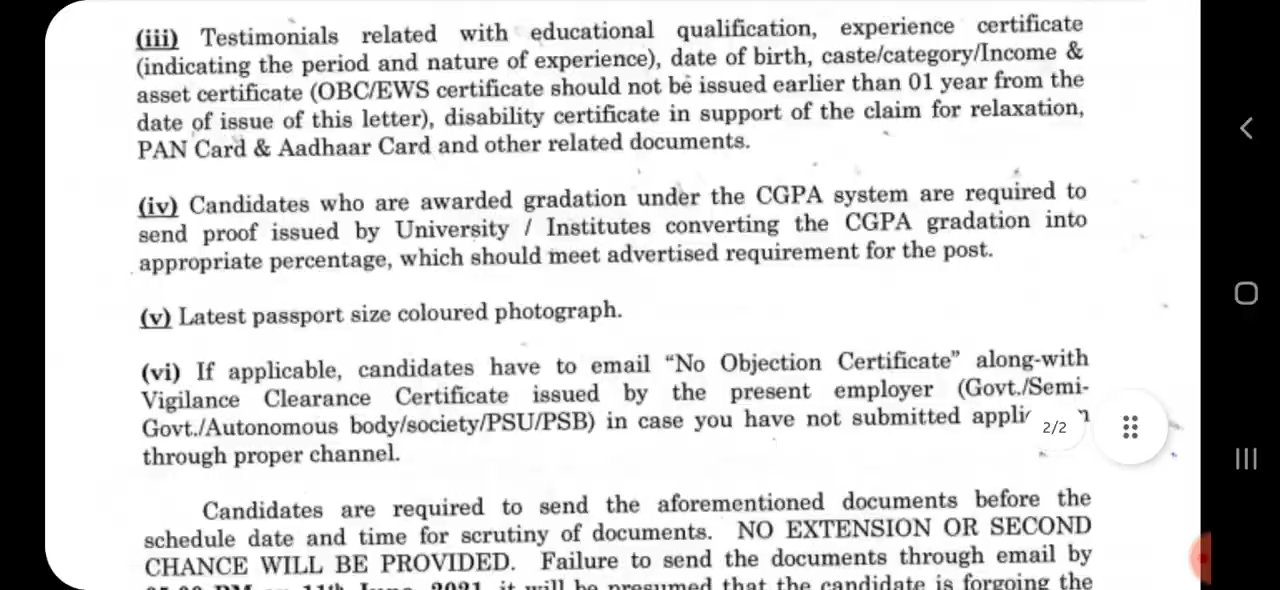 (iii) Testimonials related with educational qualification, experience certificate
(indicating the period and nature of experience), date of birth, caste/category/Income &
asset certificate (OBC/EWS certificate should not be issued earlier than 01 year from the
date of issue of this letter), disability certificate in support of the claim for relaxation,
PAN Card & Aadhaar Card and other related documents.
(iv) Candidates who are awarded gradation under the CGPA system are required to
send proof issued by University / Institutes converting the CGPA gradation into
appropriate percentage, which should meet advertised requirement for the post.
(v) Latest passport size coloured photograph.
(vi) If applicable, candidates have to email “No Objection Certificate” along-with
Vigilance Clearance Certificate issued by the present employer (Govt./Semi-
Govt./Autonomous body/society/PSU/PSB) in case you have not submitted
2/2
through proper channel.
Candidates are required to send the aforementioned documents before the
schedule date and time for scrutiny of documents. NO EXTENSION OR SECOND
CHANCE WILL BE PROVIDED. Failure to send the documents through email by
11th June, 2021, it will be presumed that the candidate is forgoing the